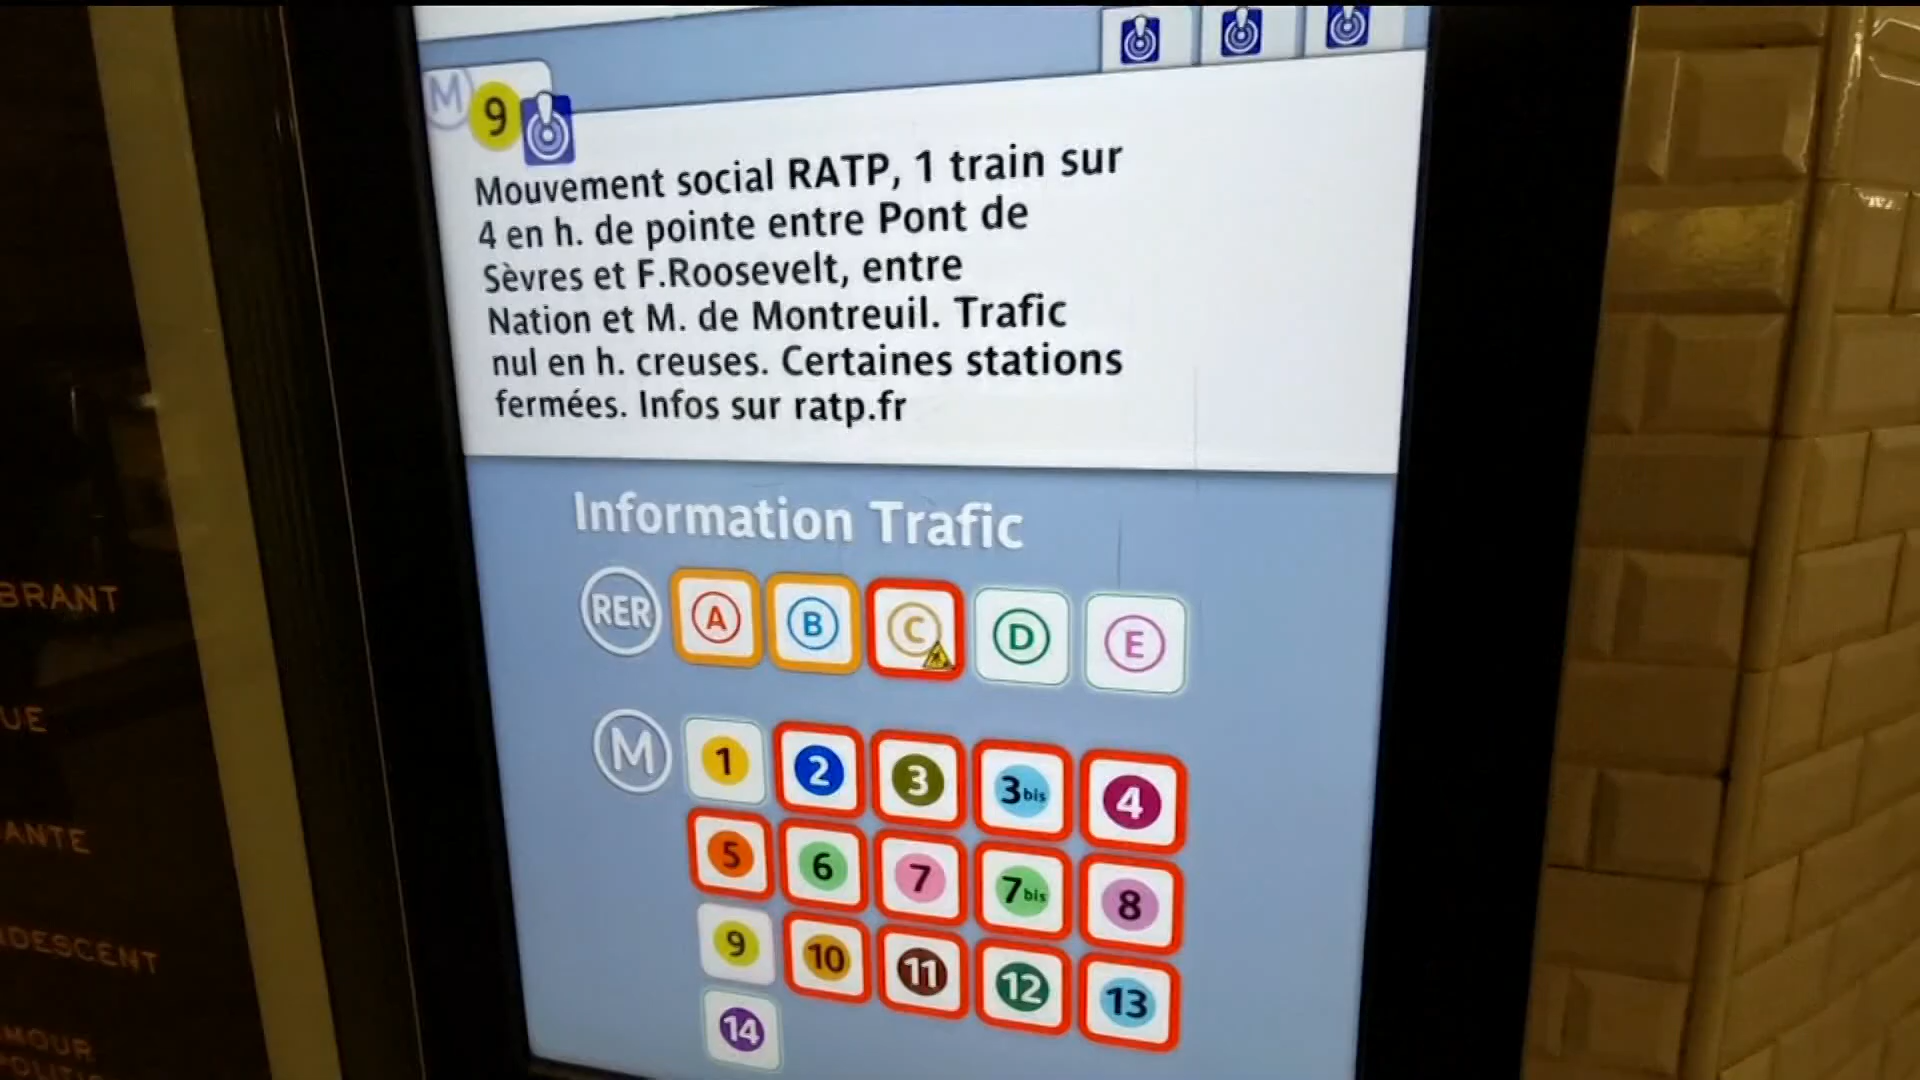 M 9
Mouvement social RATP, 1 train sur
4 en h. de pointe entre Pont de
Sèvres et F.Roosevelt, entre
Nation et M. de Montreuil. Trafic
nul en h. creuses. Certaines stations
fermées. Infos sur ratp.fr
Information Trafic
RER A B C D E
M 1 2 3 3bis 4
5 6 7 7bis 8
9 10 11 12 13
14
BRANT
UE
ANTE
DESCENT
MOUR